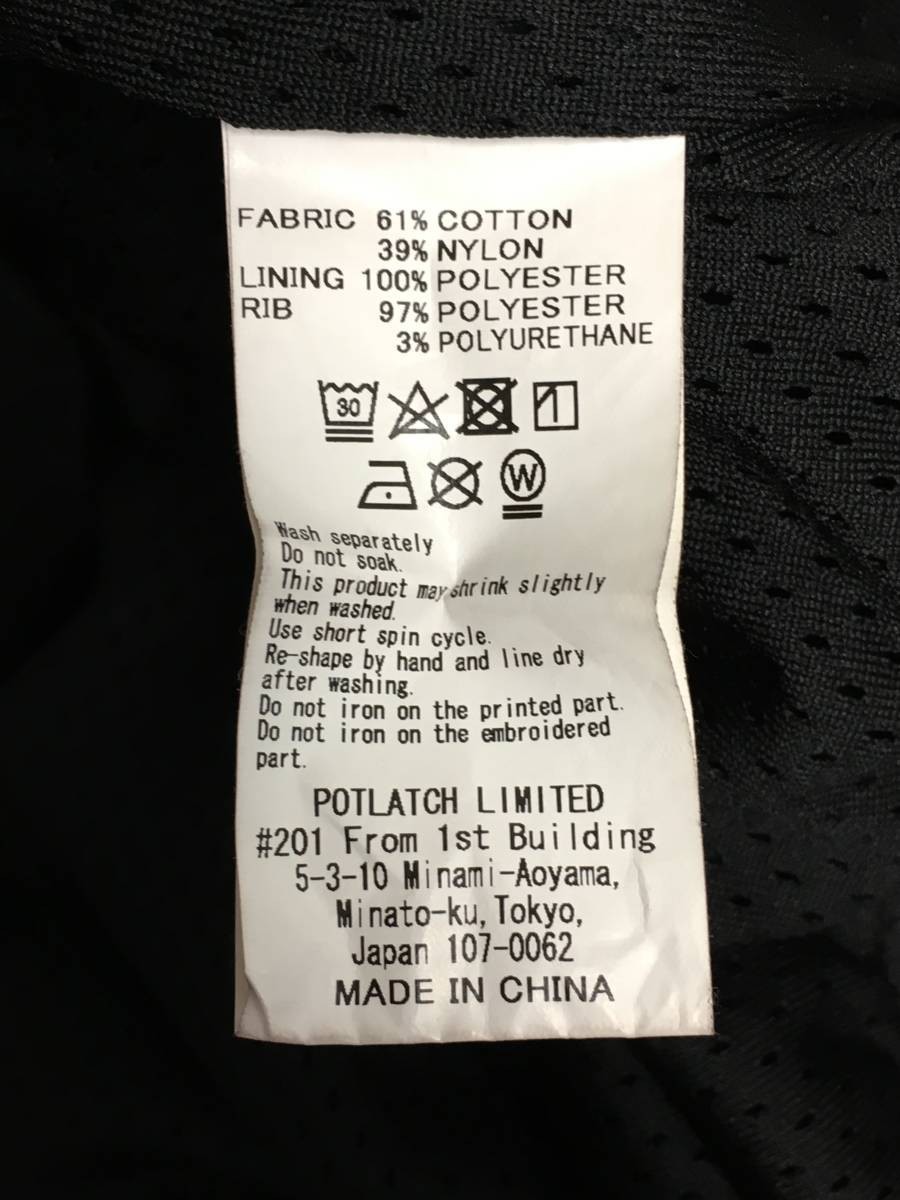 FABRIC 61% COTTON
39% NYLON
LINING 100% POLYESTER
RIB 97% POLYESTER
3% POLYURETHANE
30
W
Wash separately
Do not soak.
This product may shrink slightly
when washed.
Use short spin cycle.
Re-shape by hand and line dry
after washing.
Do not iron on the printed part.
Do not iron on the embroidered
part.
POTLATCH LIMITED
#201 From 1st Building
5-3-10 Minami-Aoyama,
Minato-ku, Tokyo,
Japan 107-0062
MADE IN CHINA